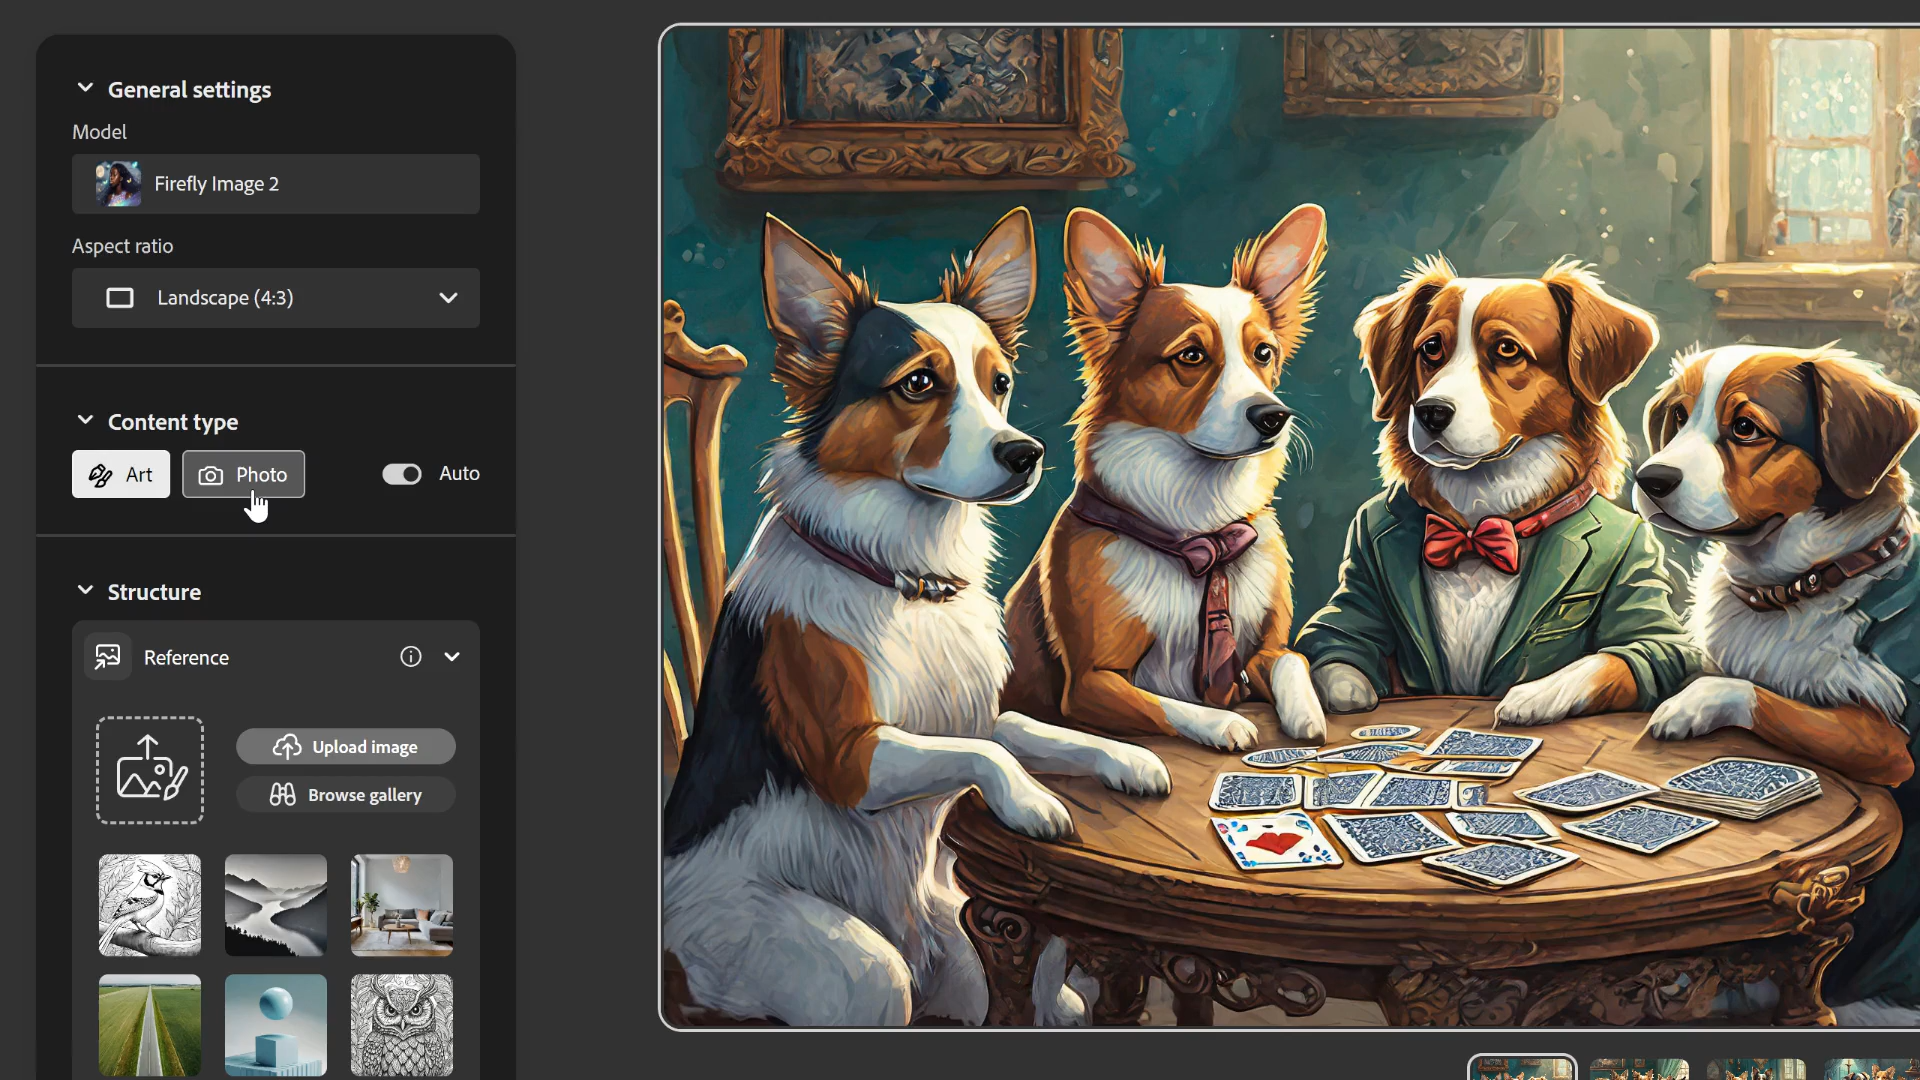 General settings
Model
Firefly Image 2
Aspect ratio
Landscape (4:3)
Content type
Art
Photo
Auto
Structure
Reference
Upload image
Browse gallery